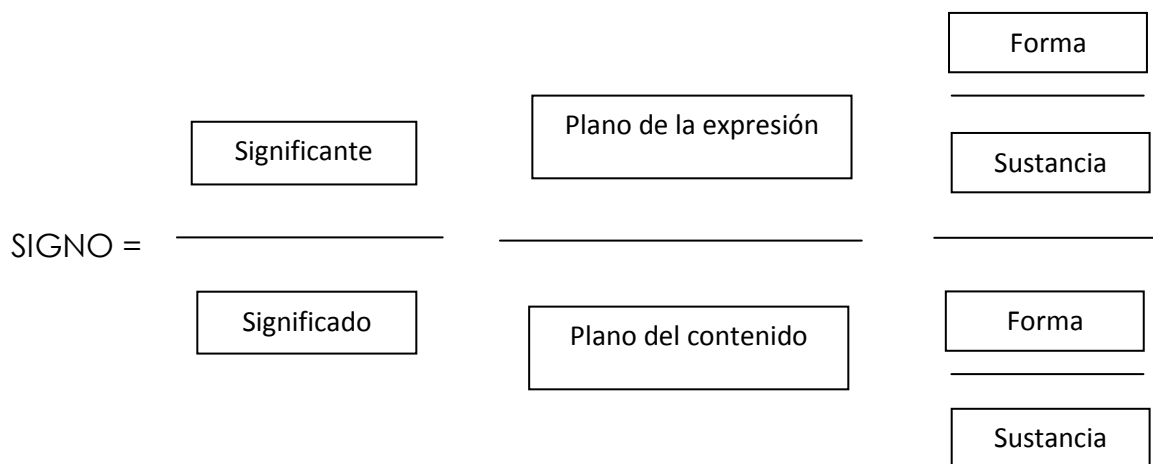 Forma
Plano de la expresión
Significante
Sustancia
SIGNO =
Significado
Plano del contenido
Forma
Sustancia